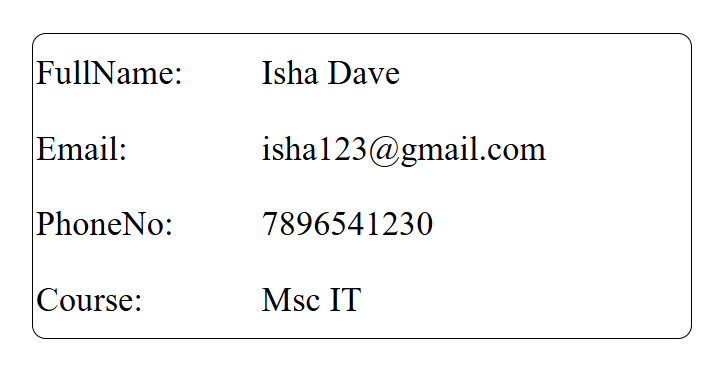 FullName: Isha Dave
Email: isha123@gmail.com
PhoneNo: 7896541230
Course: Msc IT